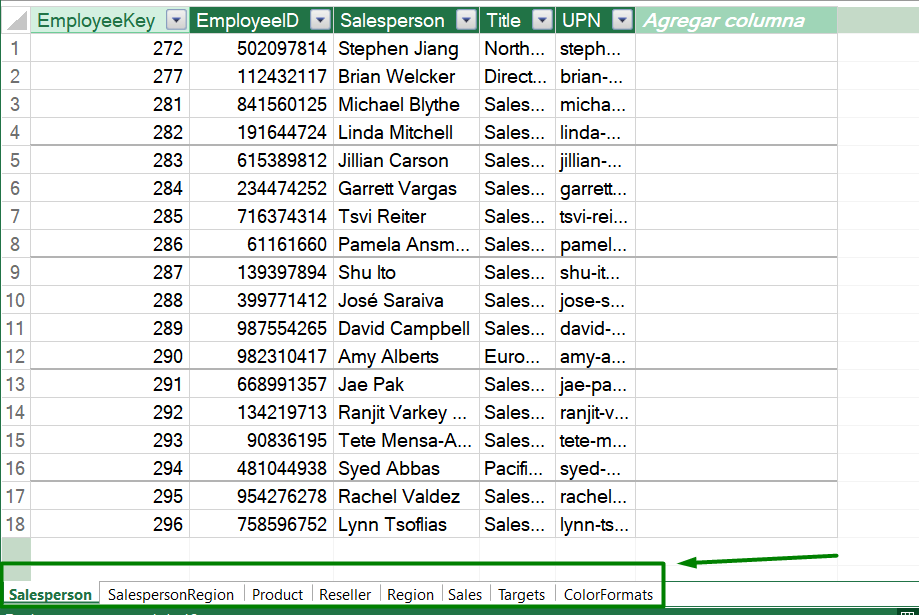 EmployeeKey EmployeeID Salesperson Title UPN Agregar columna
1 272 502097814 Stephen Jiang North... steph...
2 277 112432117 Brian Welcker Direct... brian-...
3 281 841560125 Michael Blythe Sales... micha...
4 282 191644724 Linda Mitchell Sales... linda-...
5 283 615389812 Jillian Carson Sales... jillian-...
6 284 234474252 Garrett Vargas Sales... garrett...
7 285 716374314 Tsvi Reiter Sales... tsvi-rei...
8 286 61161660 Pamela Ansm... Sales... pamel...
9 287 139397894 Shu Ito Sales... shu-it...
10 288 399771412 José Saraiva Sales... jose-s...
11 289 987554265 David Campbell Sales... david-...
12 290 982310417 Amy Alberts Euro... amy-a...
13 291 668991357 Jae Pak Sales... jae-pa...
14 292 134219713 Ranjit Varkey ... Sales... ranjit-v...
15 293 90836195 Tete Mensa-A... Sales... tete-m...
16 294 481044938 Syed Abbas Pacifi... syed-...
17 295 954276278 Rachel Valdez Sales... rachel...
18 296 758596752 Lynn Tsoflias Sales... lynn-ts...
Salesperson SalespersonRegion Product Reseller Region Sales Targets ColorFormats